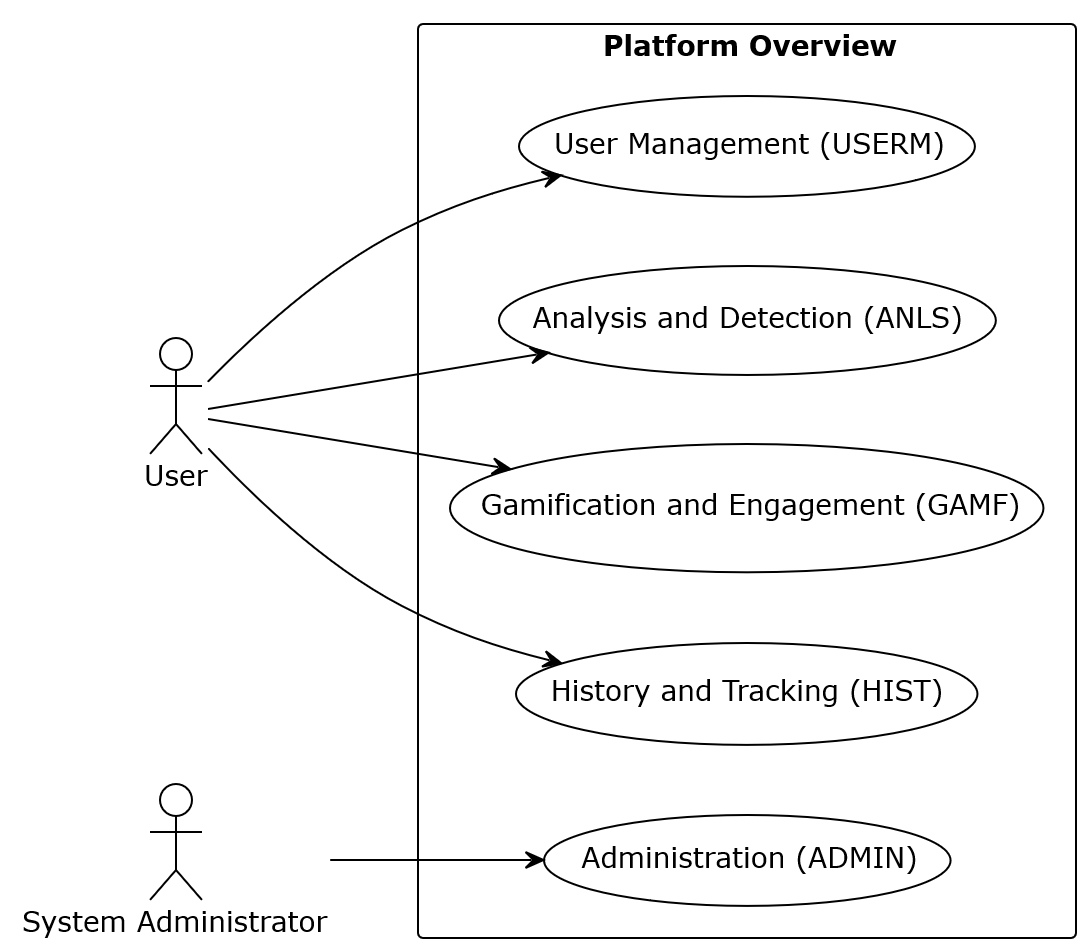 Platform Overview
User Management (USERM)
Analysis and Detection (ANLS)
User
Gamification and Engagement (GAMF)
History and Tracking (HIST)
Administration (ADMIN)
System Administrator